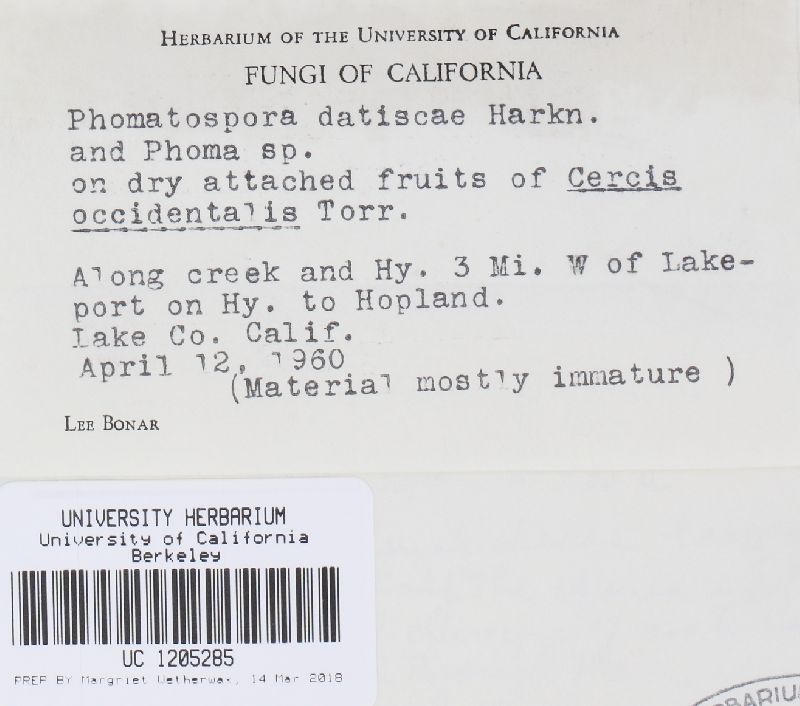 HERBARIUM OF THE UNIVERSITY OF CALIFORNIA
FUNGI OF CALIFORNIA
Phomatospora datiscae Harkn.
and Phoma sp.
on dry attached fruits of Cercis
occidentalis Torr.
Along creek and Hy. 3 Mi. W of Lake-
port on Hy. to Hopland.
Lake Co. Calif.
April 12, 1960
(Material mostly immature )
LEE BONAR
UNIVERSITY HERBARIUM
University of California
Berkeley
UC 1205285
PREP BY Margriet Wetherwax, 14 Mar 2018